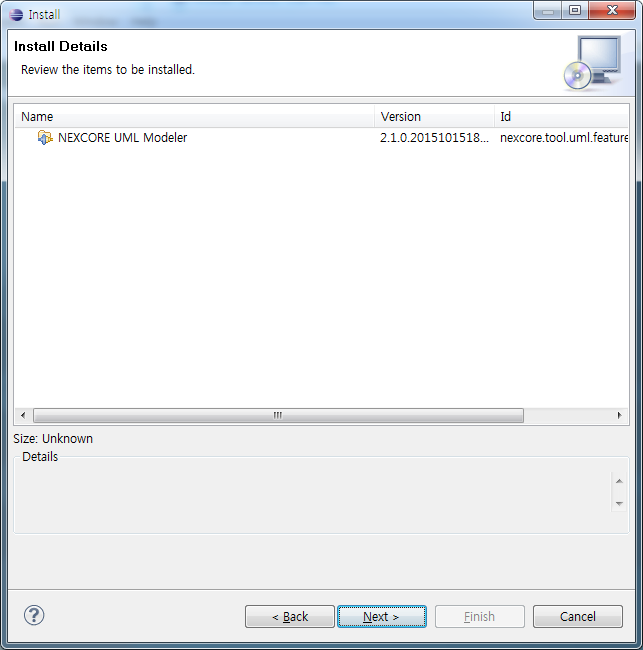 Install
Install Details
Review the items to be installed.
Name Version Id
NEXCORE UML Modeler 2.1.0.2015101518... nexcore.tool.uml.feature
Size: Unknown
Details
< Back Next > Finish Cancel